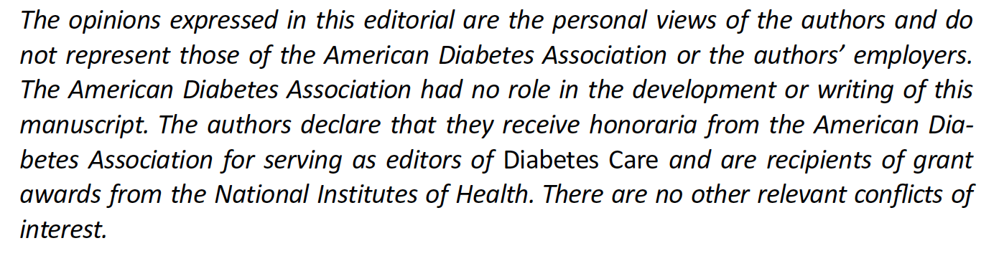 The opinions expressed in this editorial are the personal views of the authors and do
not represent those of the American Diabetes Association or the authors’ employers.
The American Diabetes Association had no role in the development or writing of this
manuscript. The authors declare that they receive honoraria from the American Dia-
betes Association for serving as editors of Diabetes Care and are recipients of grant
awards from the National Institutes of Health. There are no other relevant conflicts of
interest.